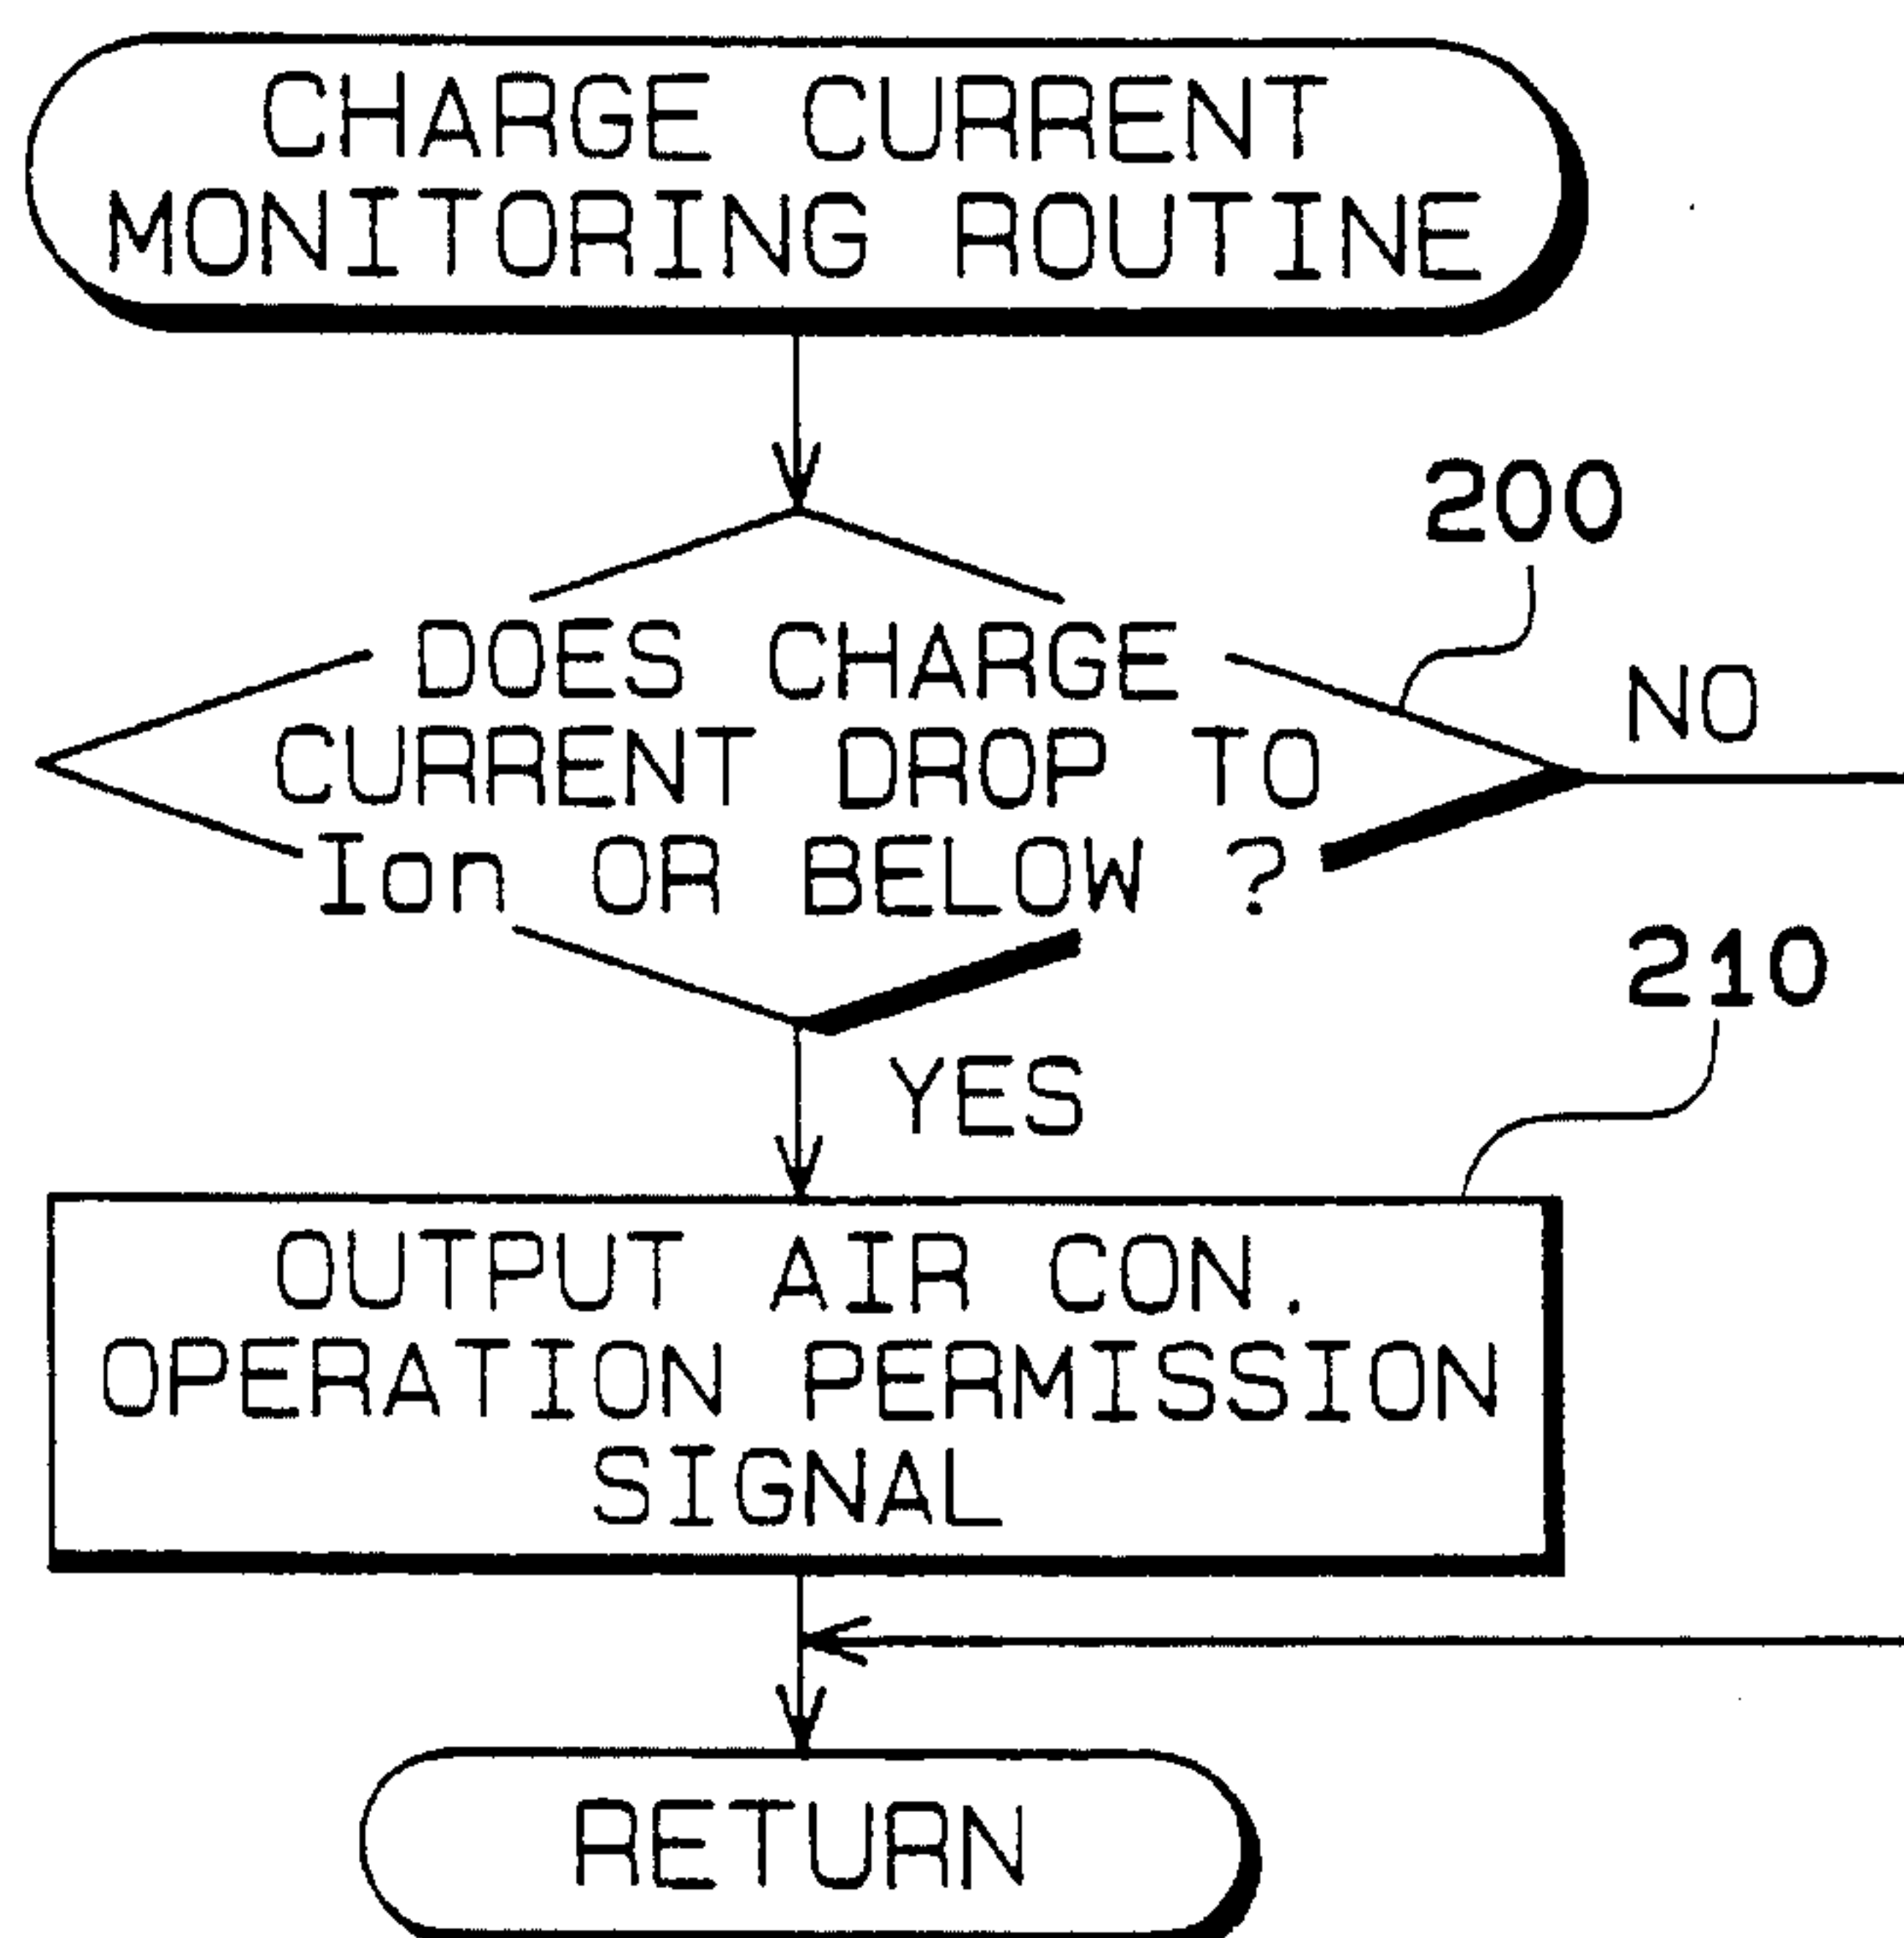 CHARGE CURRENT
MONITORING ROUTINE
200
DOES CHARGE
CURRENT DROP TO
Ion OR BELOW ?
NO
210
YES
OUTPUT AIR CON.
OPERATION PERMISSION
SIGNAL
RETURN